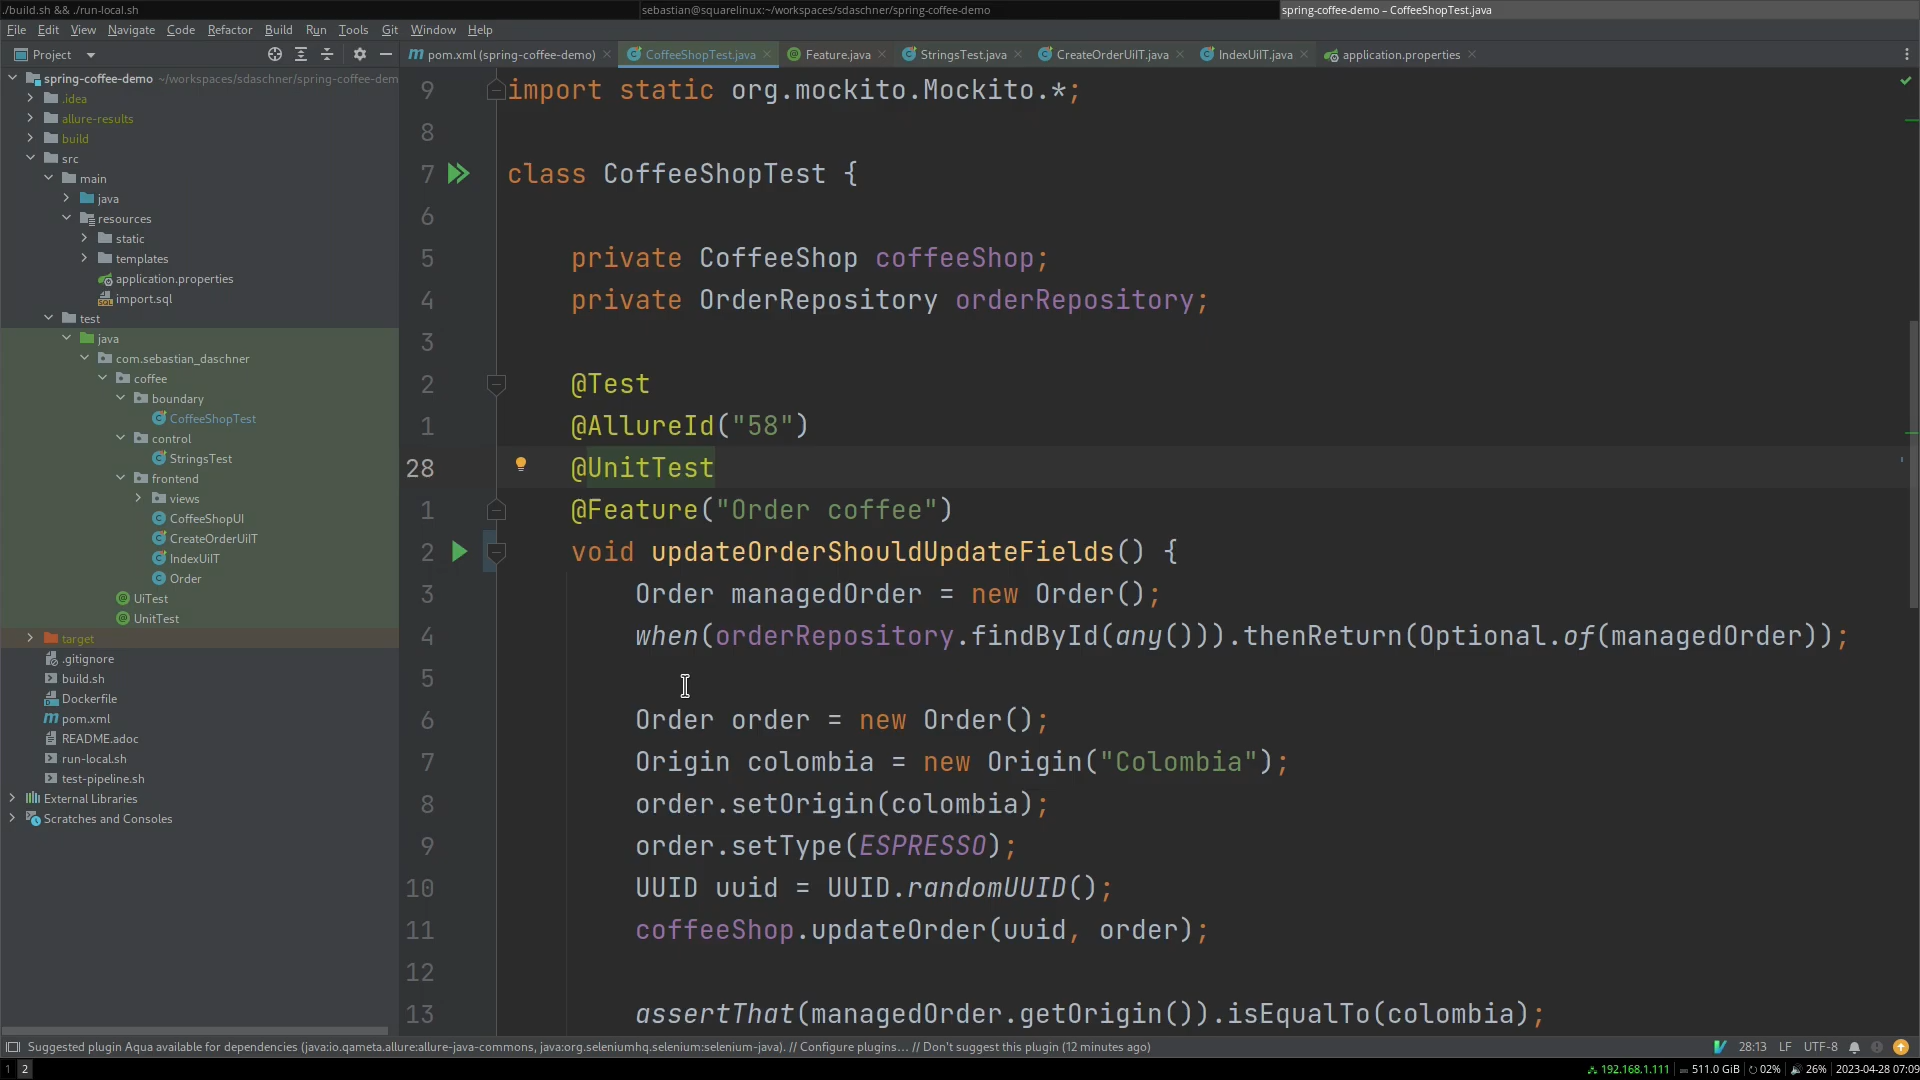 ./build.sh && ./run-local.sh
sebastian@squarelinux:~/workspaces/sdaschner/spring-coffee-demo
spring-coffee-demo – CoffeeShopTest.java
File Edit View Navigate Code Refactor Build Run Tools Git Window Help
Project
pom.xml (spring-coffee-demo)
CoffeeShopTest.java
Feature.java
StringsTest.java
CreateOrderUiIT.java
IndexUiIT.java
application.properties
spring-coffee-demo ~/workspaces/sdaschner/spring-coffee-dem
.idea
allure-results
build
src
main
java
resources
static
templates
application.properties
import.sql
test
java
com.sebastian_daschner
coffee
boundary
CoffeeShopTest
control
StringsTest
frontend
views
CoffeeShopUI
CreateOrderUiIT
IndexUiIT
Order
UiTest
UnitTest
target
.gitignore
build.sh
Dockerfile
pom.xml
README.adoc
run-local.sh
test-pipeline.sh
External Libraries
Scratches and Consoles
9 import static org.mockito.Mockito.*;
8
7 class CoffeeShopTest {
6
5 private CoffeeShop coffeeShop;
4 private OrderRepository orderRepository;
3
2 @Test
1 @AllureId("58")
28 @UnitTest
1 @Feature("Order coffee")
2 void updateOrderShouldUpdateFields() {
3 Order managedOrder = new Order();
4 when(orderRepository.findById(any())).thenReturn(Optional.of(managedOrder));
5
6 Order order = new Order();
7 Origin colombia = new Origin("Colombia");
8 order.setOrigin(colombia);
9 order.setType(ESPRESSO);
10 UUID uuid = UUID.randomUUID();
11 coffeeShop.updateOrder(uuid, order);
12
13 assertThat(managedOrder.getOrigin()).isEqualTo(colombia);
Suggested plugin Aqua available for dependencies (java:io.qameta.allure:allure-java-commons, java:org.seleniumhq.selenium:selenium-java). // Configure plugins... // Don't suggest this plugin (12 minutes ago)
28:13 LF UTF-8
1 2
192.168.1.111 511.0 GiB 02% 26% 2023-04-28 07:09